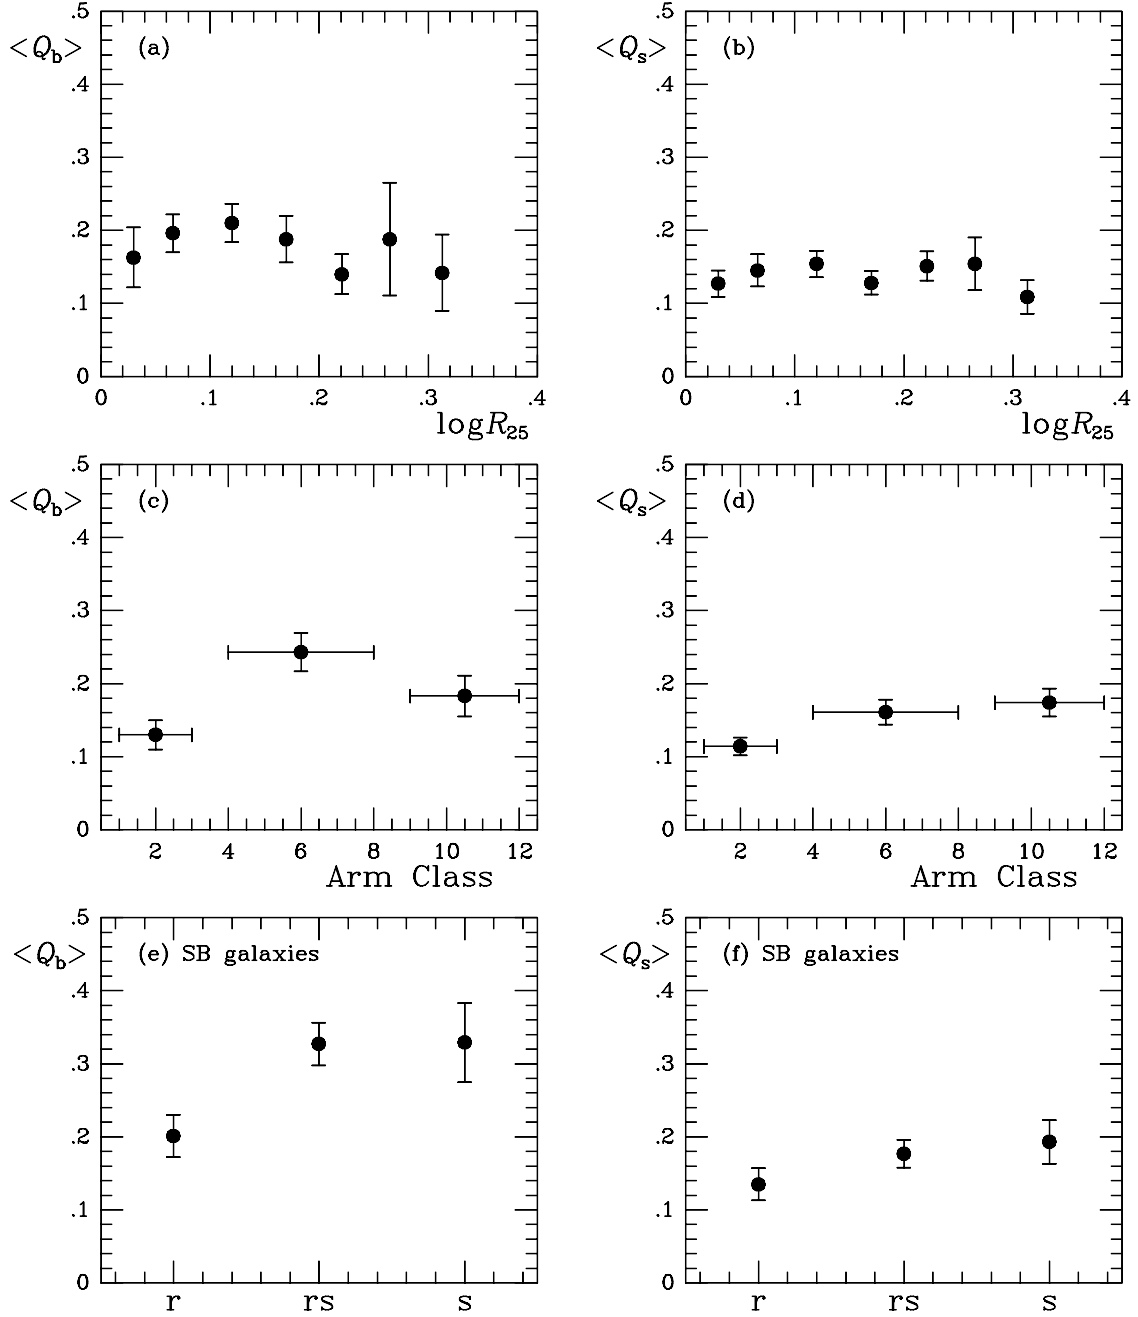 .5 .5
<Qb> (a) <Qs> (b)
.4 .4
.3 .3
.2 .2
.1 .1
0 0
0 .1 .2 .3 .4 0 .1 .2 .3 .4
logR25 logR25
.5 .5
<Qb> (c) <Qs> (d)
.4 .4
.3 .3
.2 .2
.1 .1
0 0
2 4 6 8 10 12 2 4 6 8 10 12
Arm Class Arm Class
.5 .5
<Qb> (e) SB galaxies <Qs> (f) SB galaxies
.4 .4
.3 .3
.2 .2
.1 .1
0 0
r rs s r rs s